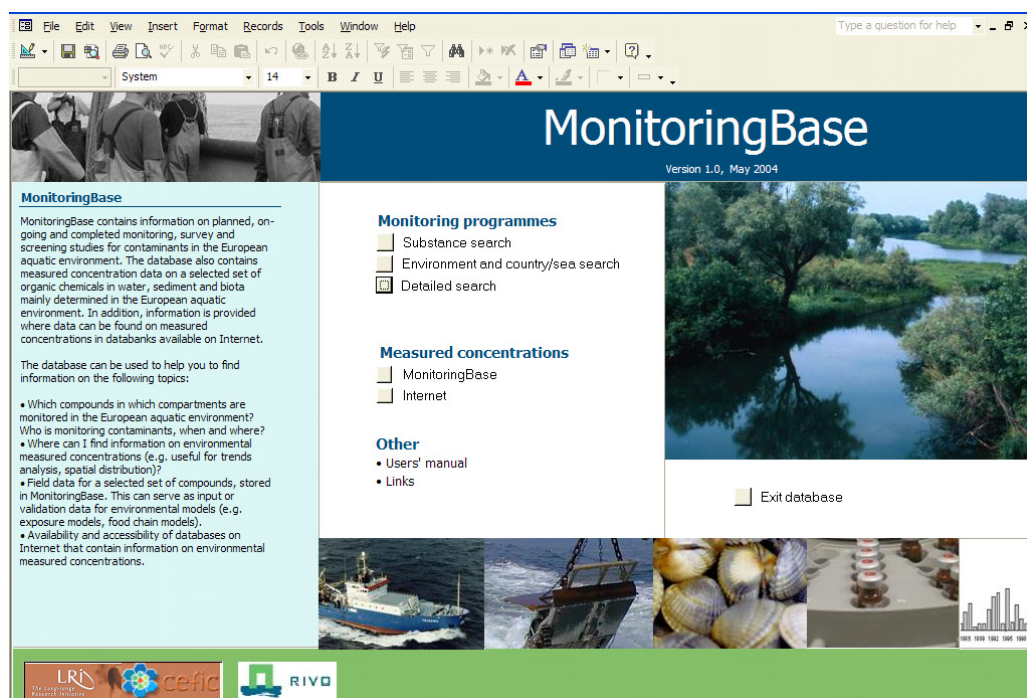 File Edit View Insert Format Records Tools Window Help
Type a question for help
System 14 B I U A
MonitoringBase
Version 1.0, May 2004
MonitoringBase
MonitoringBase contains information on planned, on-
going and completed monitoring, survey and
screening studies for contaminants in the European
aquatic environment. The database also contains
measured concentration data on a selected set of
organic chemicals in water, sediment and biota
mainly determined in the European aquatic
environment. In addition, information is provided
where data can be found on measured
concentrations in databanks available on Internet.
The database can be used to help you to find
information on the following topics:
• Which compounds in which compartments are
monitored in the European aquatic environment?
Who is monitoring contaminants, when and where?
• Where can I find information on environmental
measured concentrations (e.g. useful for trends
analysis, spatial distribution)?
• Field data for a selected set of compounds, stored
in MonitoringBase. This can serve as input or
validation data for environmental models (e.g.
exposure models, food chain models).
• Availability and accessibility of databases on
Internet that contain information on environmental
measured concentrations.
Monitoring programmes
Substance search
Environment and country/sea search
Detailed search
Measured concentrations
MonitoringBase
Internet
Other
• Users' manual
• Links
Exit database
LRI
The Longrange
Research Initiative
cefic
RIVO